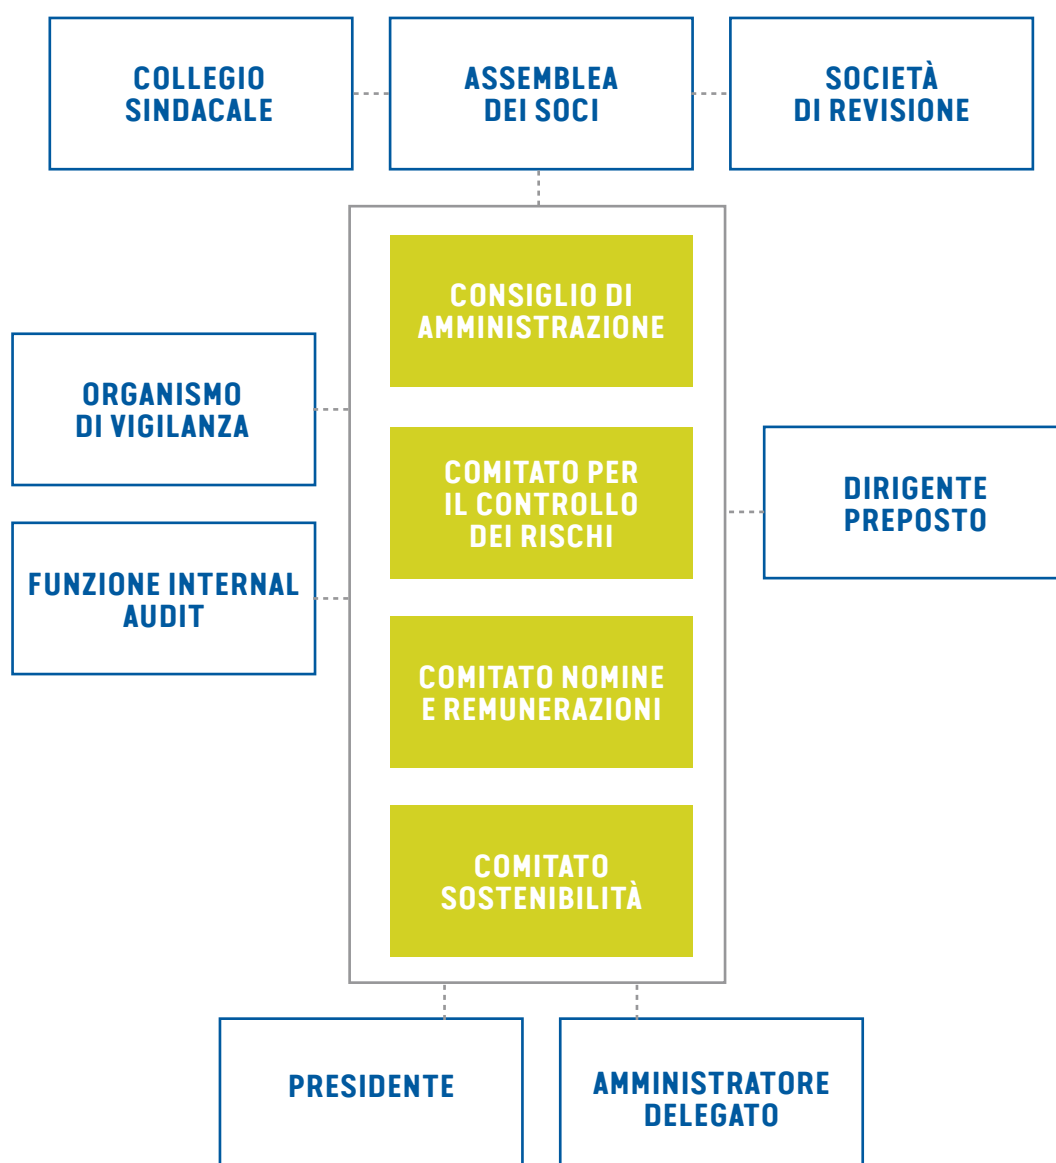 COLLEGIO
SINDACALE
ASSEMBLEA
DEI SOCI
SOCIETÀ
DI REVISIONE
CONSIGLIO DI
AMMINISTRAZIONE
ORGANISMO
DI VIGILANZA
COMITATO PER
IL CONTROLLO
DEI RISCHI
DIRIGENTE
PREPOSTO
FUNZIONE INTERNAL
AUDIT
COMITATO NOMINE
E REMUNERAZIONI
COMITATO
SOSTENIBILITÀ
PRESIDENTE
AMMINISTRATORE
DELEGATO